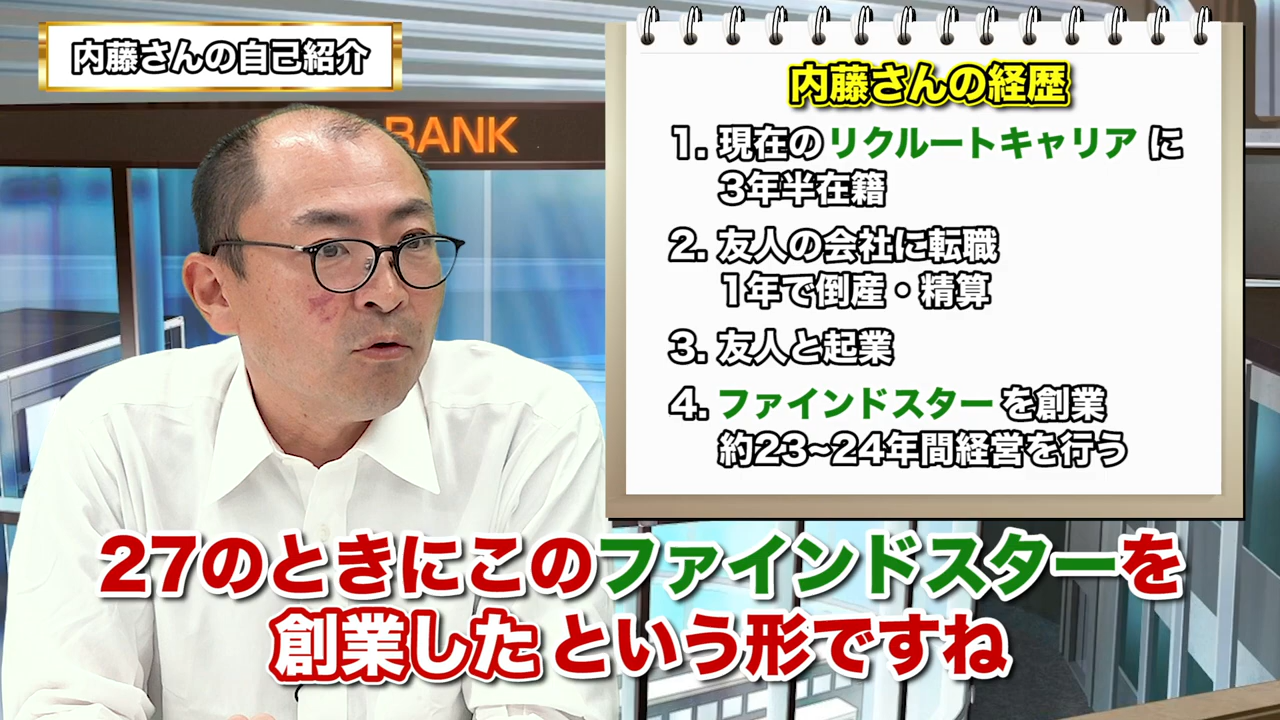 内藤さんの自己紹介
BANK
内藤さんの経歴
1. 現在のリクルートキャリア に
3年半在籍
2. 友人の会社に転職
1年で倒産・精算
3. 友人と起業
4. ファインドスター を創業
約23~24年間経営を行う
27のときにこのファインドスターを
創業した という形ですね